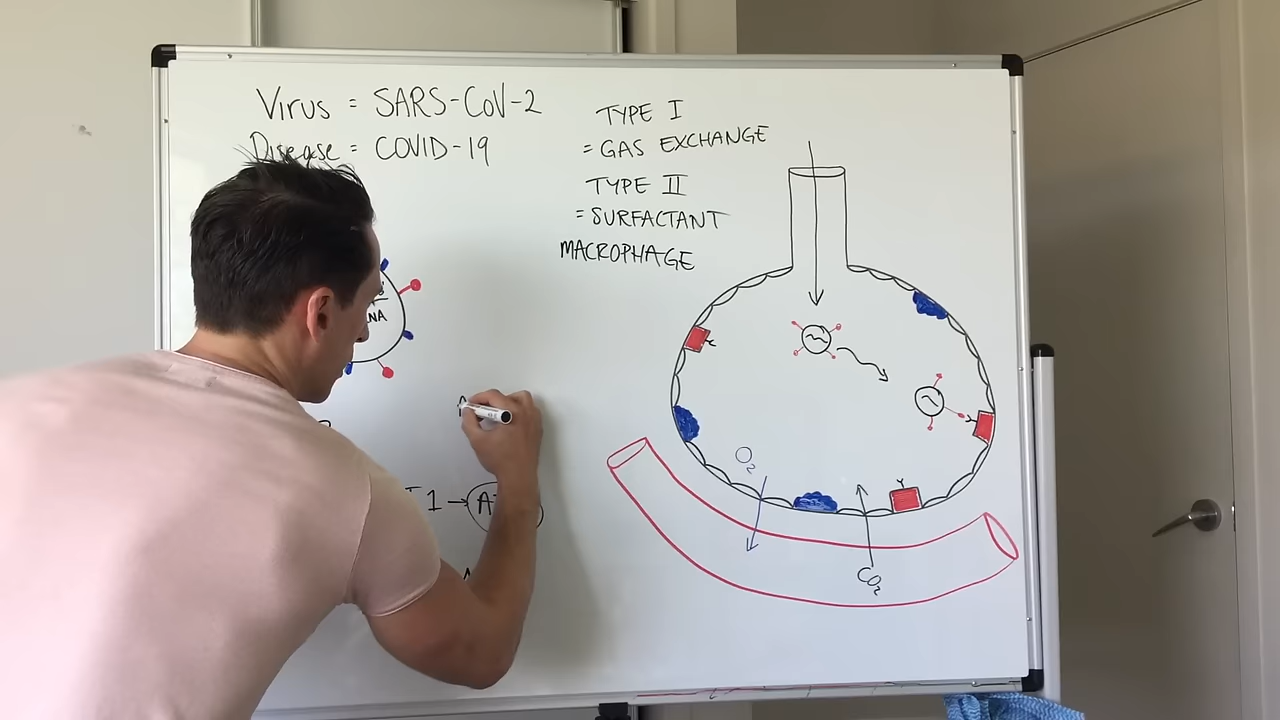 Virus = SARS-CoV-2
Disease = COVID-19
TYPE I
= GAS EXCHANGE
TYPE II
= SURFACTANT
MACROPHAGE
O2
CO2